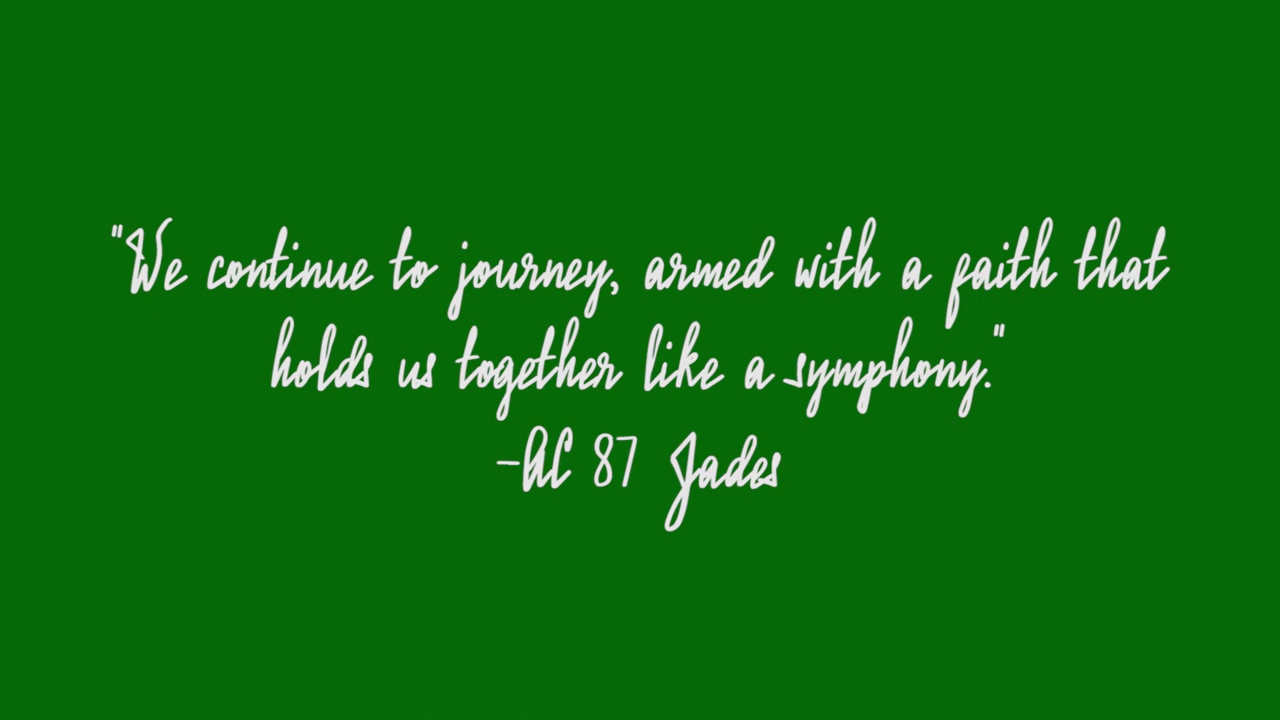 "We continue to journey, armed with a faith that
holds us together like a symphony."
-AC 87 Jades